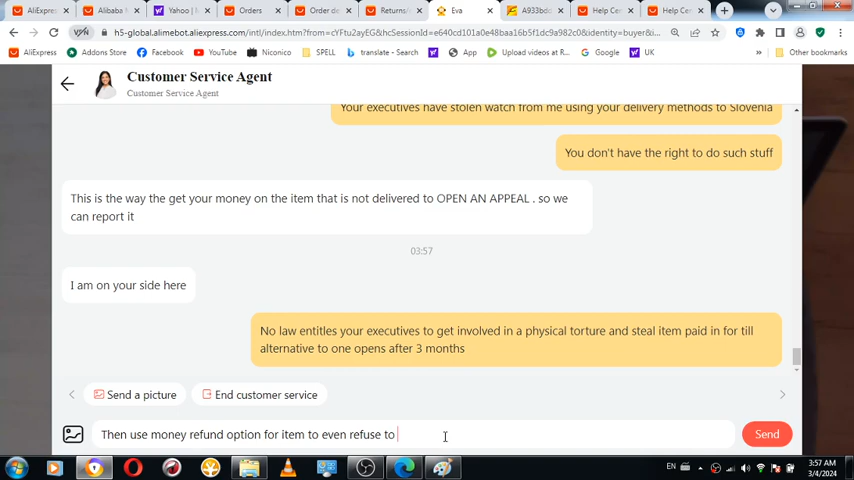 AliExpres
Alibaba
Yahoo |
Orders
Order de
Returns/
Eva
A933bdo
Help Cer
Help Cer
h5-global.alimebot.aliexpress.com/intl/index.htm?from=cYFtu2ayEG&hcSessionId=e640cd101a0e48ba99421f6dc9a982c0&identity=buyer&...
AliExpress
Addons Store
Facebook
YouTube
Niconico
SPELL
translate - Search
App
Upload videos at R...
Google
UK
Other bookmarks
Customer Service Agent
Customer Service Agent
Your executives have stolen watch from me using your delivery methods to Slovenia
You don't have the right to do such stuff
This is the way the get your money on the item that is not delivered to OPEN AN APPEAL . so we
can report it
03:57
I am on your side here
No law entitles your executives to get involved in a physical torture and steal item paid in for till
alternative to one opens after 3 months
Send a picture
End customer service
Then use money refund option for item to even refuse to
Send
EN
3:57 AM
3/4/2024